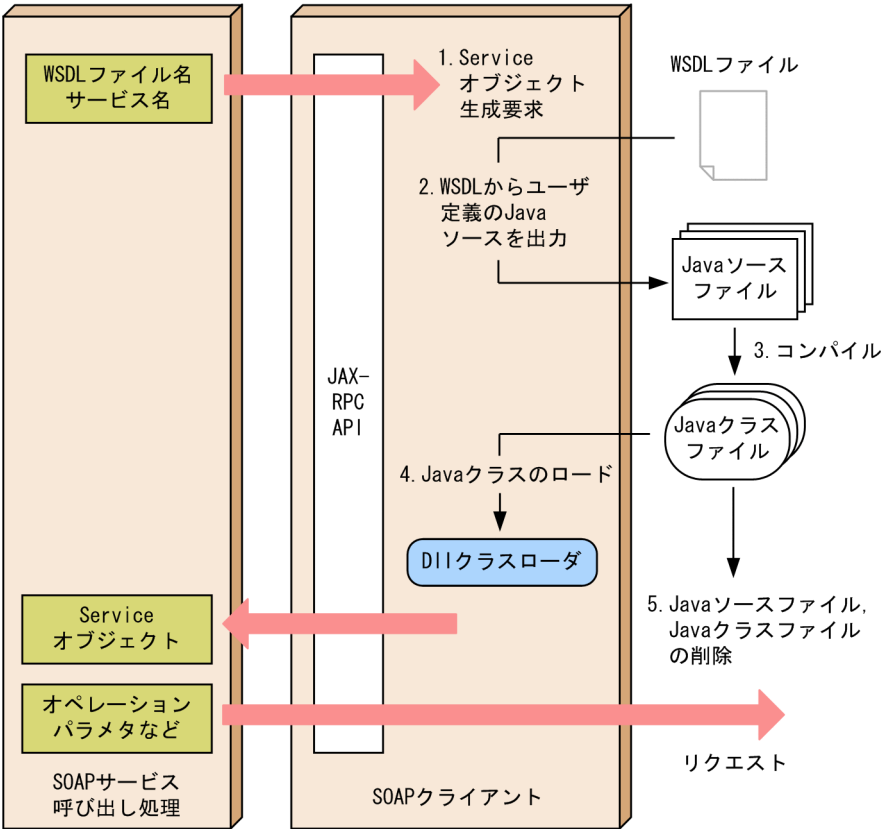 WSDLファイル名
サービス名
1. Service
オブジェクト
生成要求
WSDLファイル
2. WSDLからユーザ
定義のJava
ソースを出力
Javaソース
ファイル
3. コンパイル
JAX-
RPC
API
Javaクラス
ファイル
4. Javaクラスのロード
DIIクラスローダ
Service
オブジェクト
5. Javaソースファイル,
Javaクラスファイル
の削除
オペレーション
パラメタなど
リクエスト
SOAPサービス
呼び出し処理
SOAPクライアント